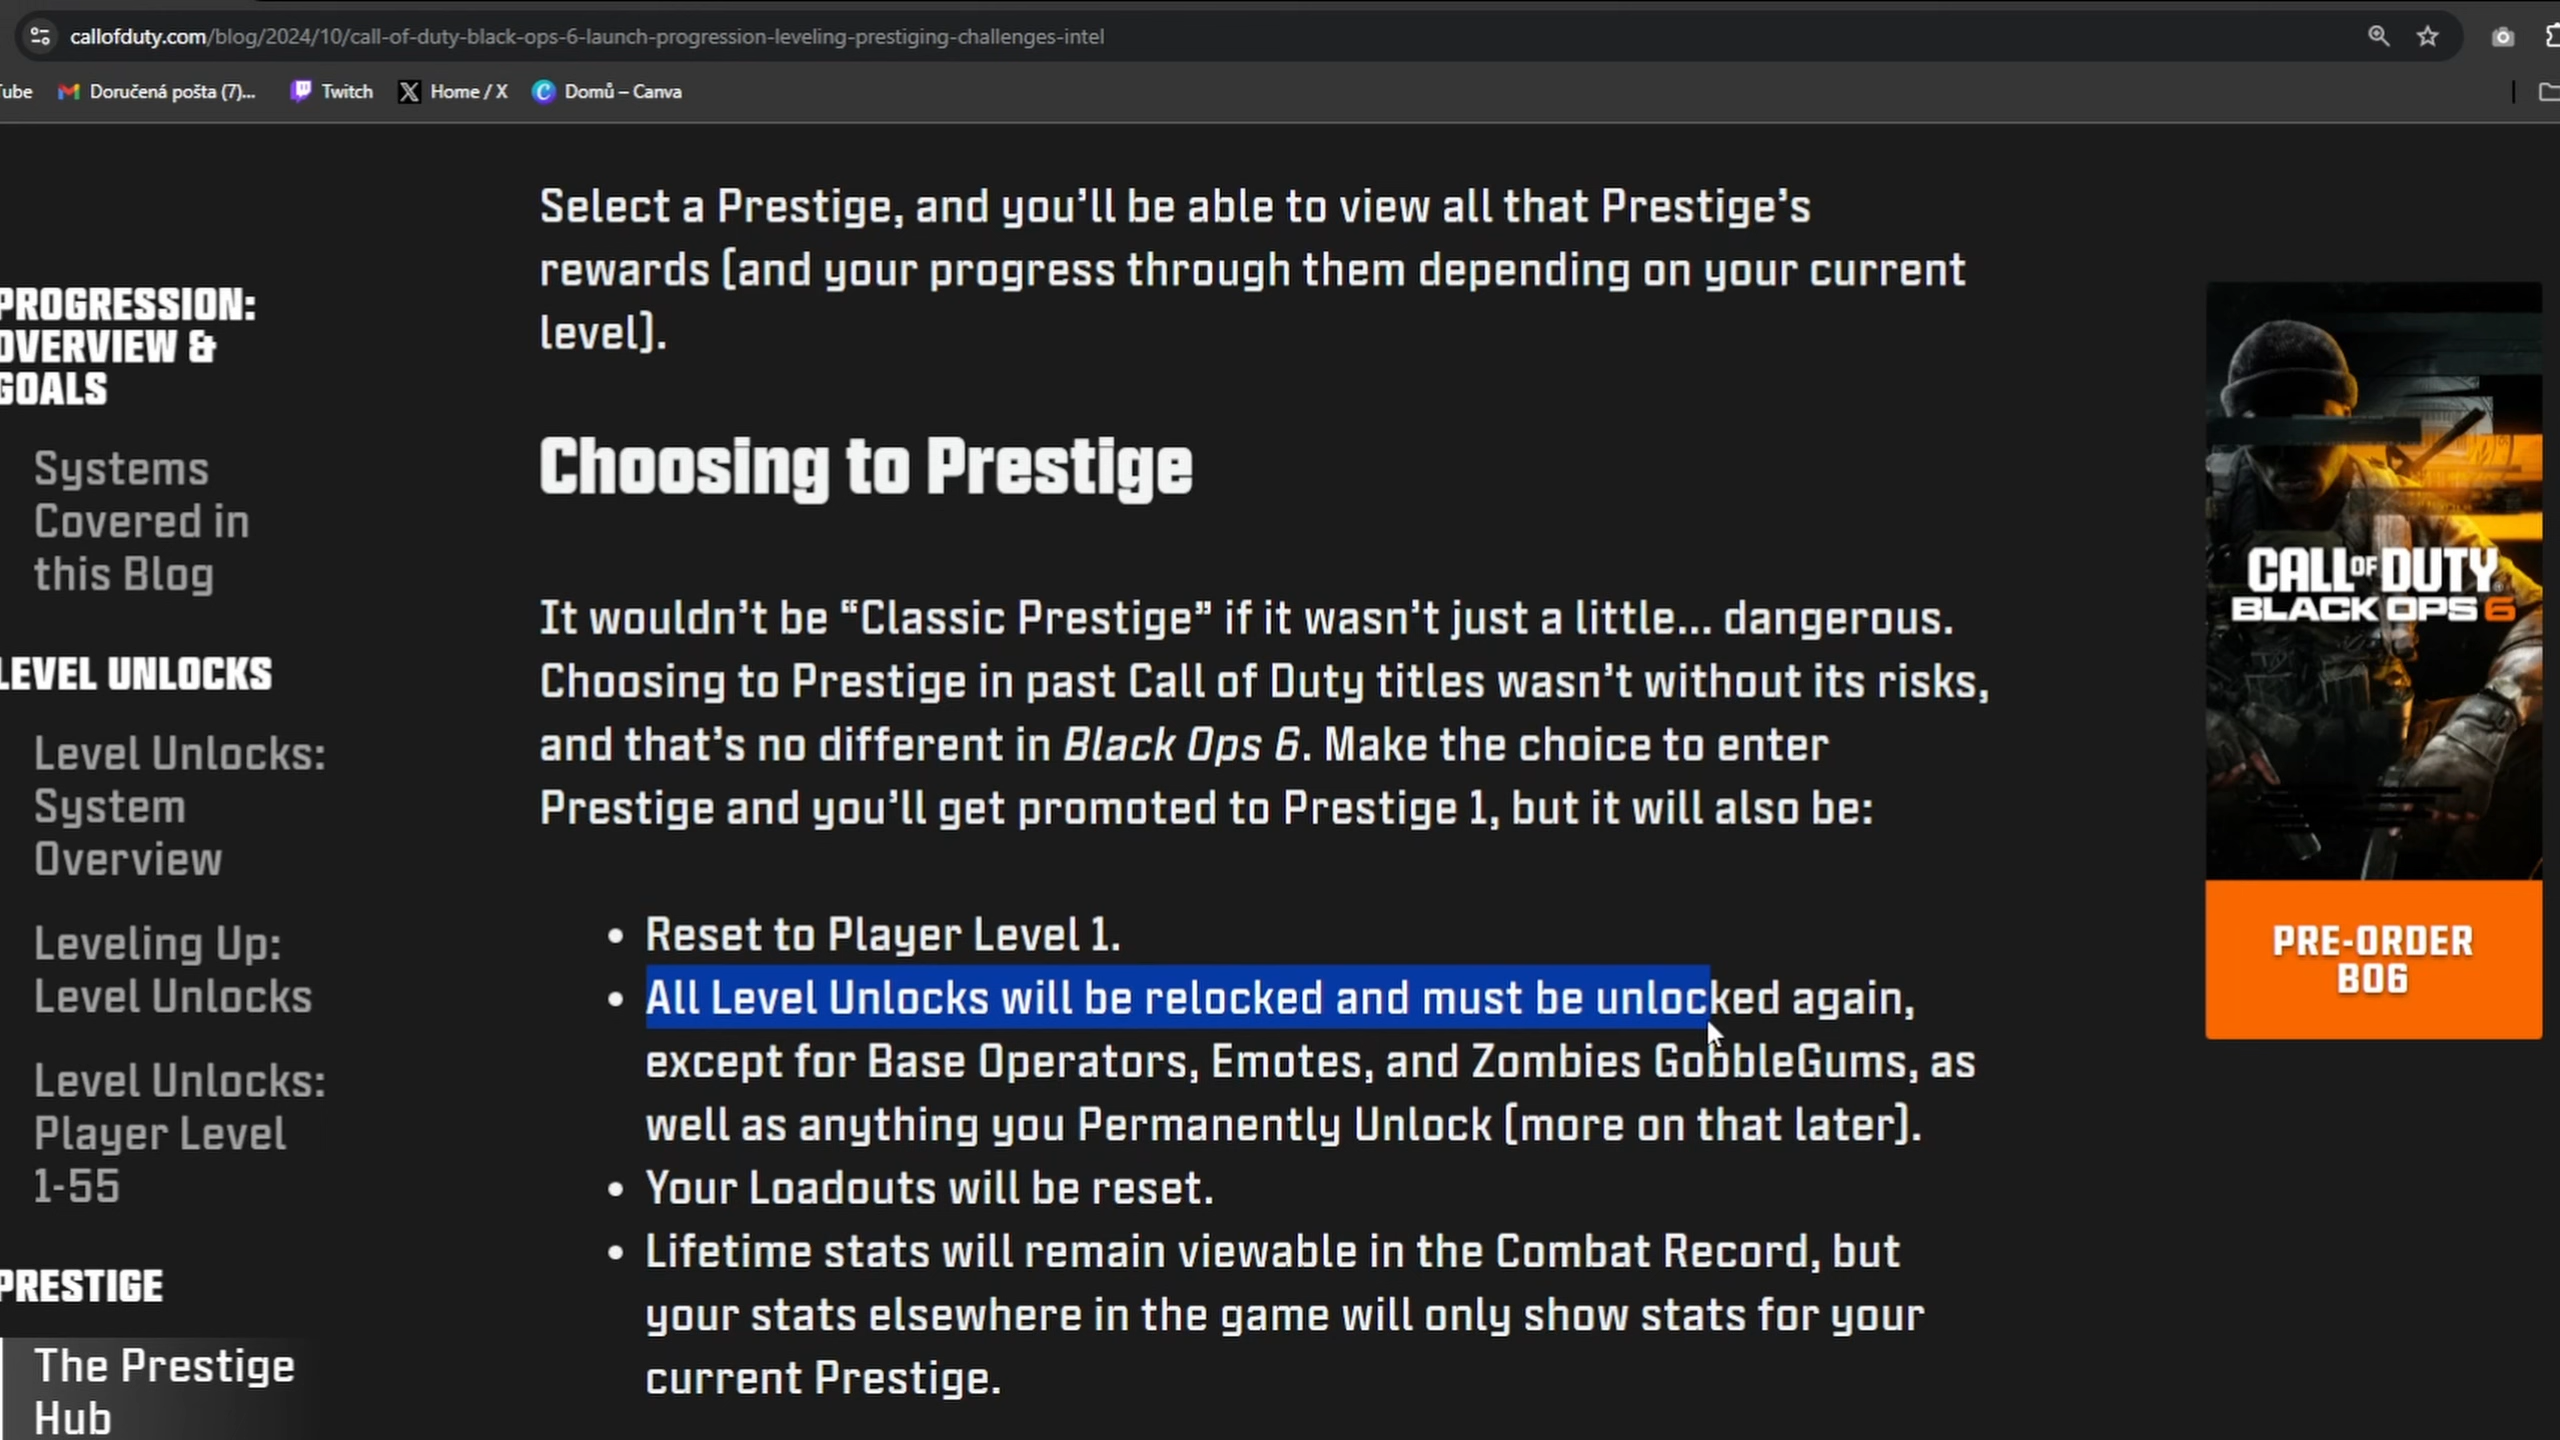 callofduty.com/blog/2024/10/call-of-duty-black-ops-6-launch-progression-leveling-prestiging-challenges-intel
Doručená pošta (7)...
Twitch
Home / X
Domů – Canva
PROGRESSION:
OVERVIEW &
GOALS
Systems
Covered in
this Blog
LEVEL UNLOCKS
Level Unlocks:
System
Overview
Leveling Up:
Level Unlocks
Level Unlocks:
Player Level
1-55
PRESTIGE
The Prestige
Hub
Select a Prestige, and you’ll be able to view all that Prestige’s
rewards (and your progress through them depending on your current
level).
Choosing to Prestige
It wouldn’t be “Classic Prestige” if it wasn’t just a little… dangerous.
Choosing to Prestige in past Call of Duty titles wasn’t without its risks,
and that’s no different in Black Ops 6. Make the choice to enter
Prestige and you’ll get promoted to Prestige 1, but it will also be:
• Reset to Player Level 1.
• All Level Unlocks will be relocked and must be unlocked again,
except for Base Operators, Emotes, and Zombies GobbleGums, as
well as anything you Permanently Unlock (more on that later).
• Your Loadouts will be reset.
• Lifetime stats will remain viewable in the Combat Record, but
your stats elsewhere in the game will only show stats for your
current Prestige.
CALL OF DUTY
BLACK OPS 6
PRE-ORDER
BO6